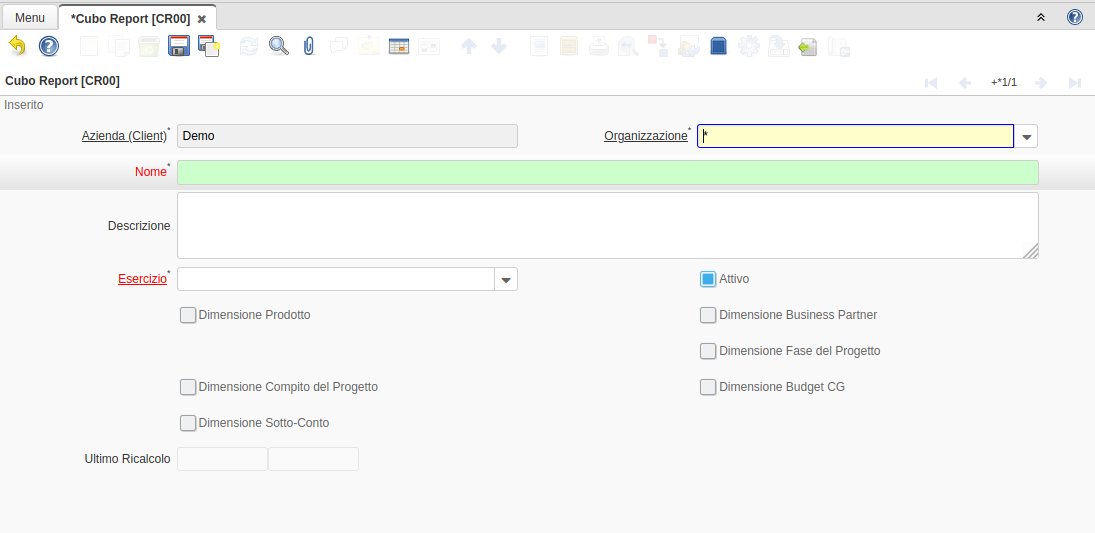 Menu *Cubo Report [CR00]
Cubo Report [CR00] +*1/1
Inserito
Azienda (Client)* Demo Organizzazione* *
Nome*
Descrizione
Esercizio* Attivo
Dimensione Prodotto Dimensione Business Partner
Dimensione Fase del Progetto
Dimensione Compito del Progetto Dimensione Budget CG
Dimensione Sotto-Conto
Ultimo Ricalcolo